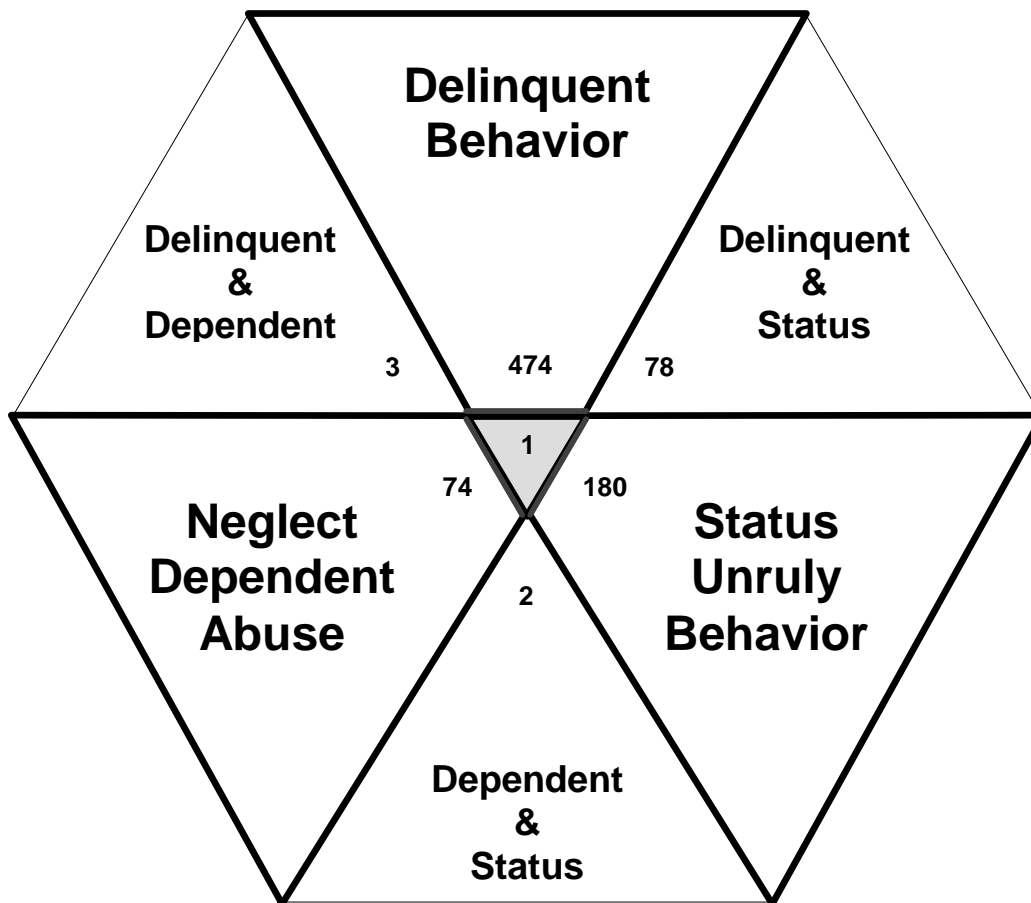 Delinquent
Behavior
Delinquent
&
Dependent
Delinquent
&
Status
3
474
78
1
74
180
Neglect
Dependent
Abuse
Status
Unruly
Behavior
2
Dependent
&
Status